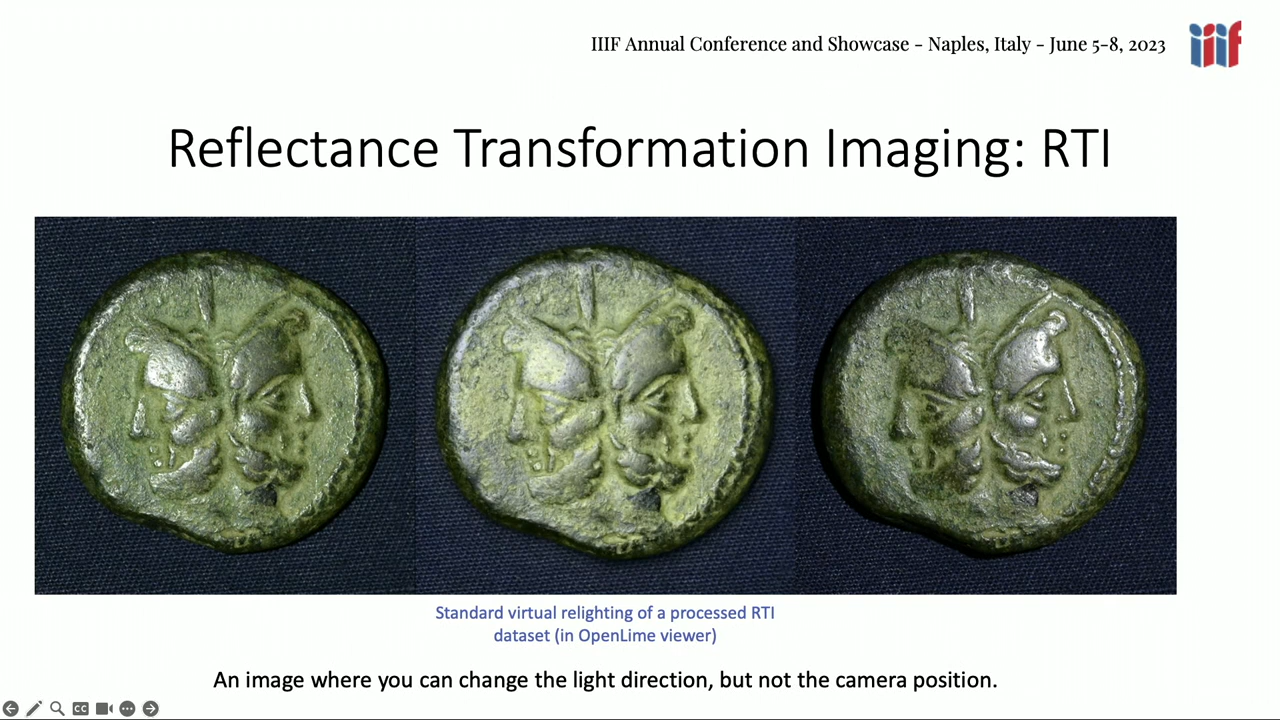 IIIF Annual Conference and Showcase - Naples, Italy - June 5-8, 2023
iiif
Reflectance Transformation Imaging: RTI
Standard virtual relighting of a processed RTI
dataset (in OpenLime viewer)
An image where you can change the light direction, but not the camera position.
CC